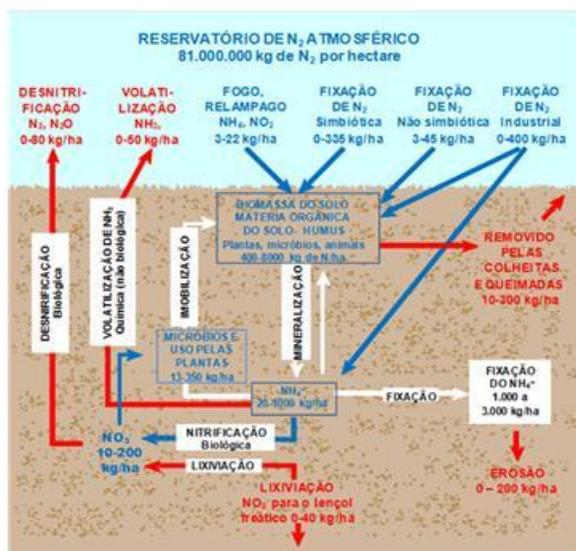 RESERVATÓRIO DE N₂ ATMOSFÉRICO
81.000.000 kg de N₂ por hectare
DESNITRI-
FICAÇÃO
N₂, N₂O
0-80 kg/ha
VOLATI-
LIZAÇÃO
NH₃,
0-50 kg/ha
FOGO,
RELAMPAGO
NH₄, NO₂
3-22 kg/ha
FIXAÇÃO
DE N₂
Simbiótica
0-335 kg/ha
FIXAÇÃO
DE N₂
Não simbiótica
3-45 kg/ha
FIXAÇÃO
DE N₂
Industrial
0-400 kg/ha
BIOMASSA DO SOLO
MATERIA ORGÂNICA
DO SOLO- HUMUS
Plantas, micróbios, animais
400-8000 kg de N/ha
REMOVIDO
PELAS
COLHEITAS
E QUEIMADAS
10-300 kg/ha
DESNIRIFICAÇÃO
Biológica
VOLATILIZAÇÃO DE NH₃
Química (não biológica)
IMOBILIZAÇÃO
MINERALIZAÇÃO
MICRÓBIOS E
USO PELAS
PLANTAS
13-350 kg/ha
NH₄⁺
20-1000 kg/ha
FIXAÇÃO
FIXAÇÃO
DO NH₄⁺
1.000 a
3.000 kg/ha
NO₃⁻
10-200
kg/ha
NITRIFICAÇÃO
Biológica
LIXIVIAÇÃO
LIXIVIAÇÃO
NO₃⁻ para o lençol
freático 0-40 kg/ha
EROSÃO
0 – 200 kg/ha